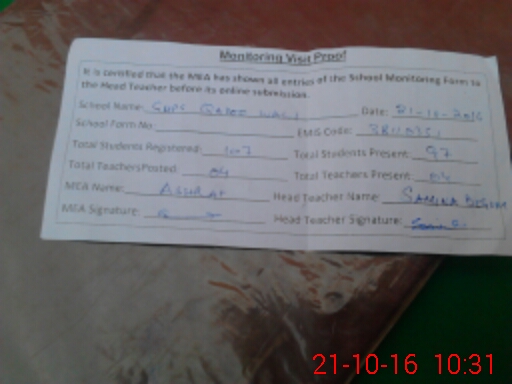 Monitoring Visit Proof
It is certified that the MEA has shown all entries of the School Monitoring Form to
the Head Teacher before its online submission.
School Name: GMPS Date: 21-10-2016
School Form No: EMIS Code:
Total Students Registered: 107 Total Students Present: 97
Total Teachers Posted: 04 Total Teachers Present: 04
MEA Name: Head Teacher Name: SAMINA BEGUM
MEA Signature: Head Teacher Signature:
21-10-16 10:31